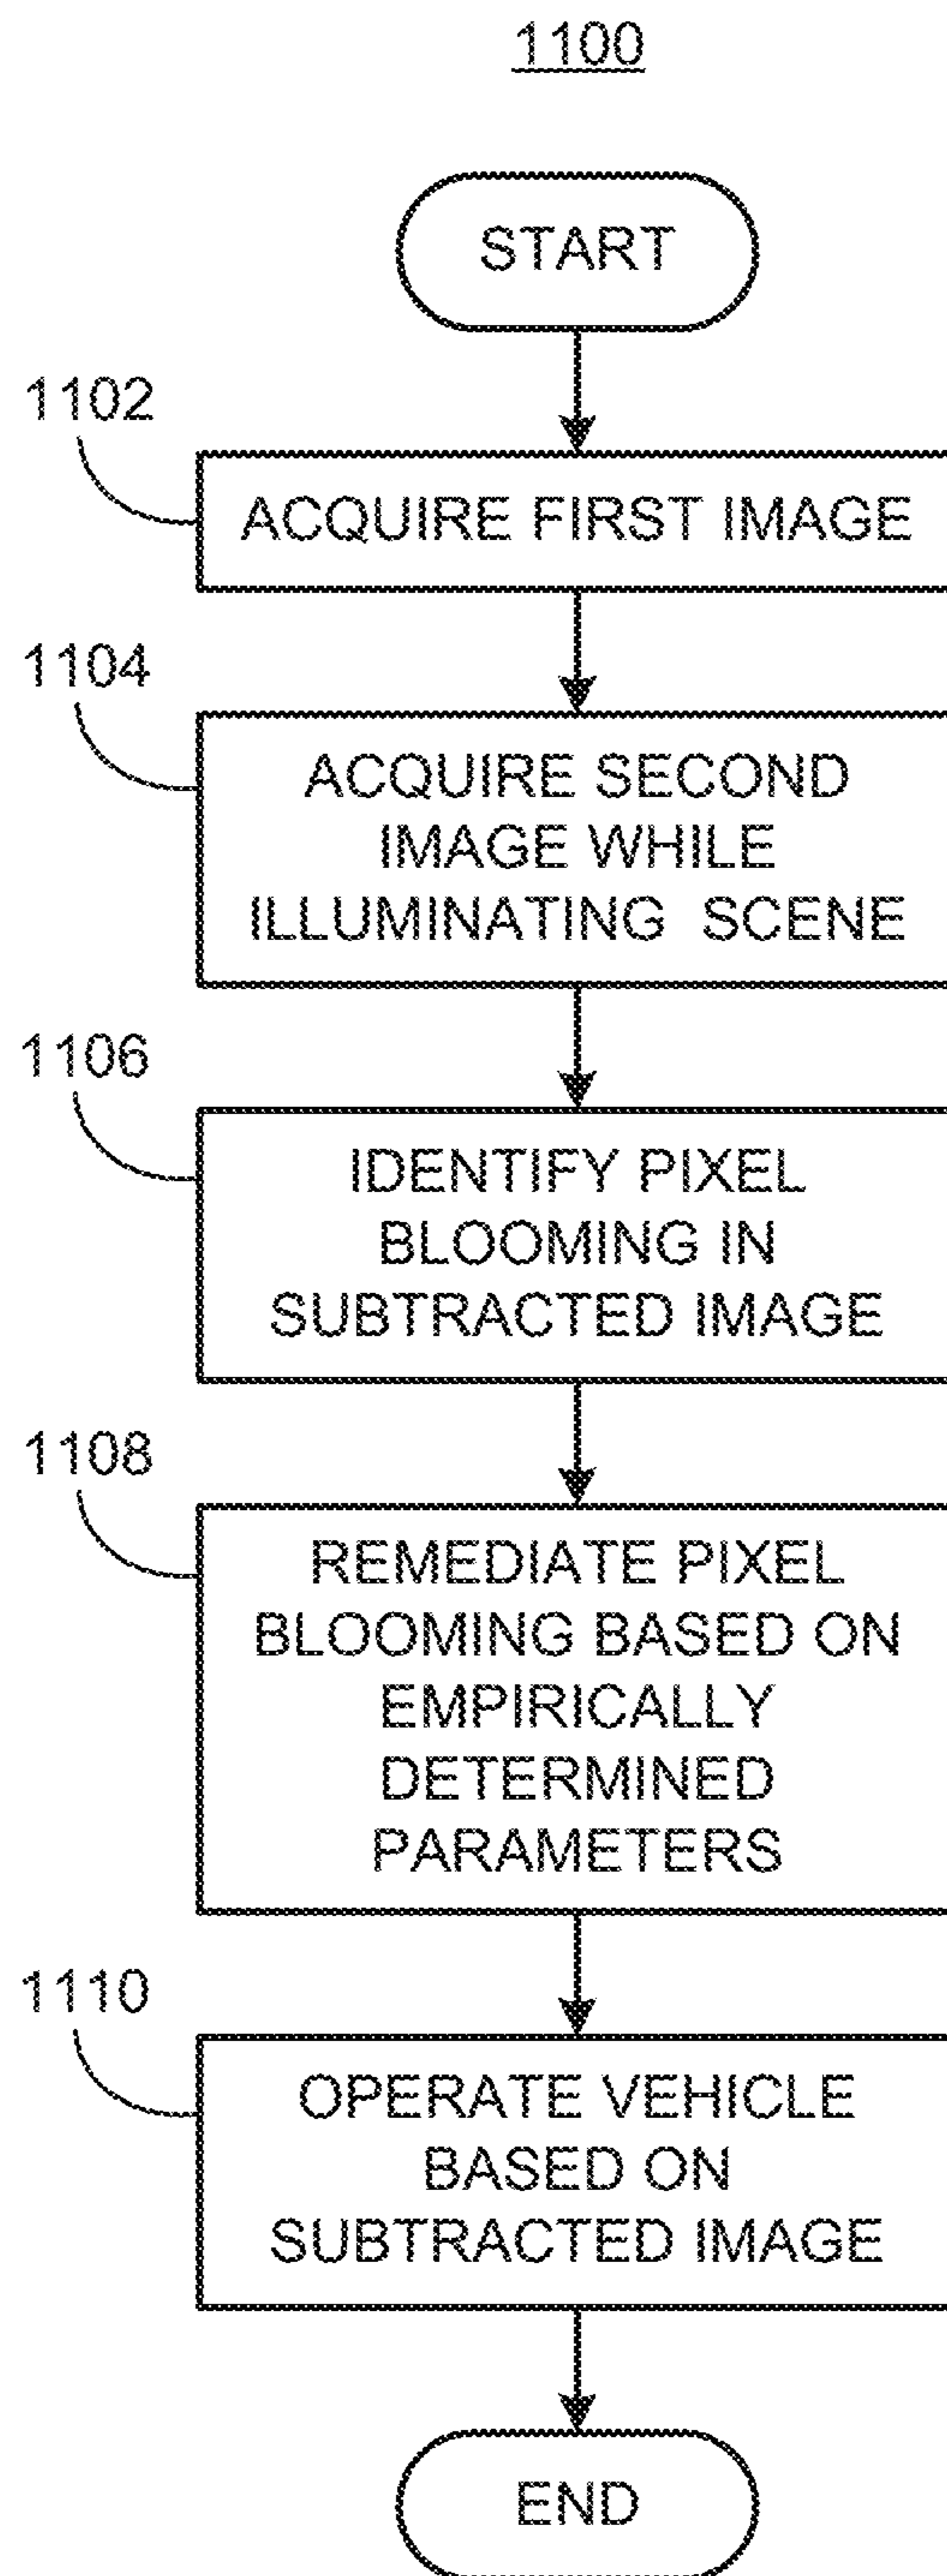 1100
START
1102
ACQUIRE FIRST IMAGE
1104
ACQUIRE SECOND
IMAGE WHILE
ILLUMINATING SCENE
1106
IDENTIFY PIXEL
BLOOMING IN
SUBTRACTED IMAGE
1108
REMEDIATE PIXEL
BLOOMING BASED ON
EMPIRICALLY
DETERMINED
PARAMETERS
1110
OPERATE VEHICLE
BASED ON
SUBTRACTED IMAGE
END